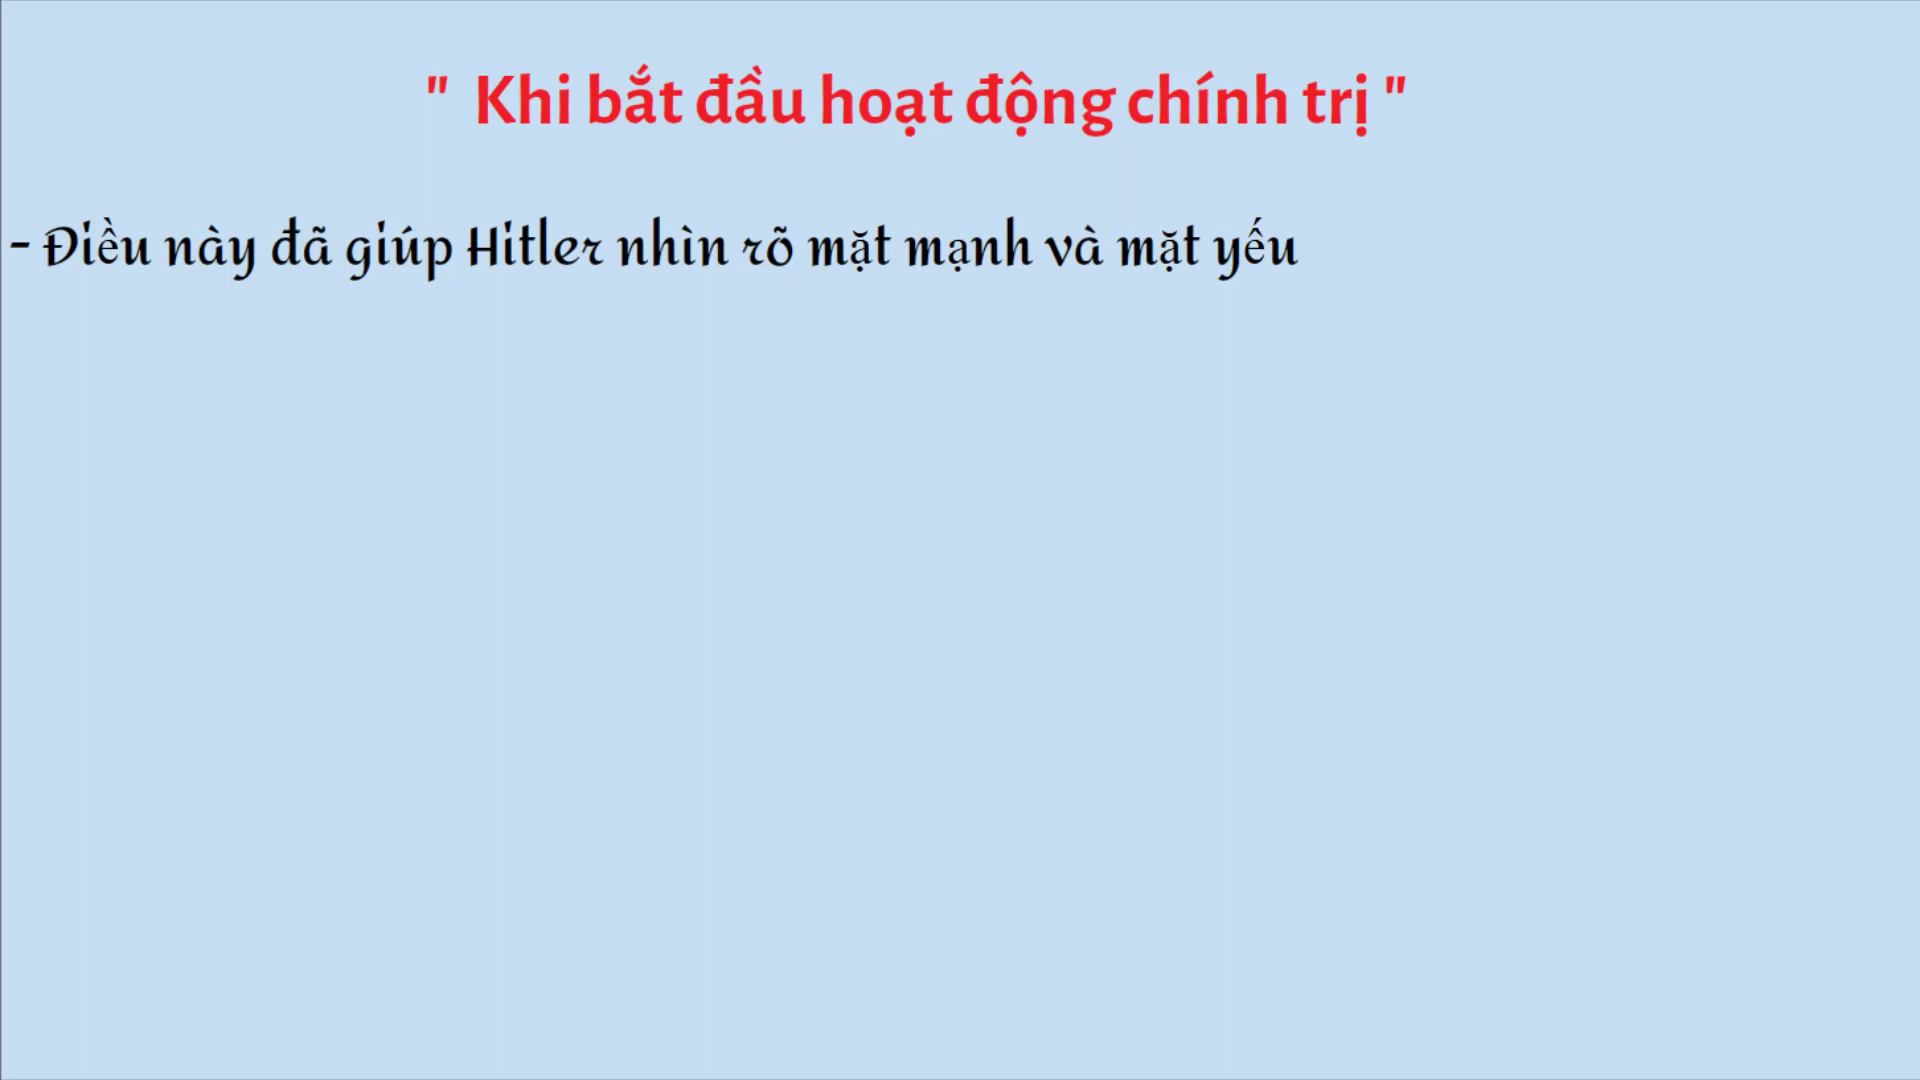 " Khi bắt đầu hoạt động chính trị "
- Điều này đã giúp Hitler nhìn rõ mặt mạnh và mặt yếu